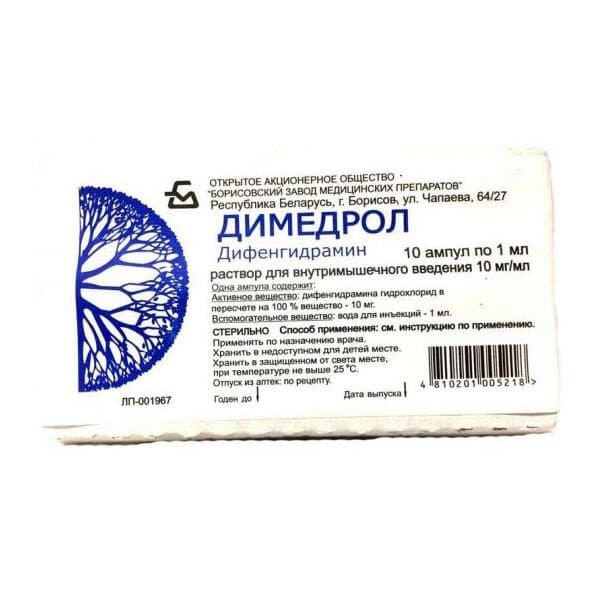 ОТКРЫТОЕ АКЦИОНЕРНОЕ ОБЩЕСТВО
"БОРИСОВСКИЙ ЗАВОД МЕДИЦИНСКИХ ПРЕПАРАТОВ"
Республика Беларусь, г. Борисов, ул. Чапаева, 64/27
ДИМЕДРОЛ
Дифенгидрамин 10 ампул по 1 мл
раствор для внутримышечного введения 10 мг/мл
Одна ампула содержит:
Активное вещество: дифенгидрамина гидрохлорид в
пересчете на 100 % вещество - 10 мг.
Вспомогательное вещество: вода для инъекций - 1 мл.
СТЕРИЛЬНО Способ применения: см. инструкцию по применению.
Применять по назначению врача.
Хранить в недоступном для детей месте.
Хранить в защищенном от света месте,
при температуре не выше 25 °С.
Отпуск из аптек: по рецепту.
4 810201 005218 >
ЛП-001967 Годен до Дата выпуска